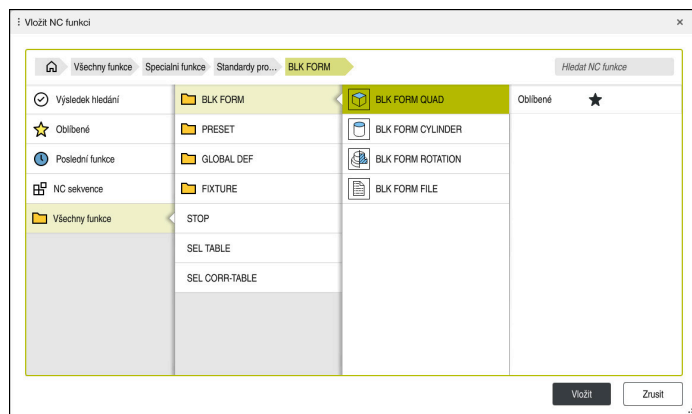 Vložit NC funkci
Všechny funkce Specialni funkce Standardy pro... BLK FORM
Hledat NC funkce
Výsledek hledání
Oblíbené
Poslední funkce
NC sekvence
Všechny funkce
BLK FORM
PRESET
GLOBAL DEF
FIXTURE
STOP
SEL TABLE
SEL CORR-TABLE
BLK FORM QUAD
BLK FORM CYLINDER
BLK FORM ROTATION
BLK FORM FILE
Oblíbené
Vložit
Zrusit